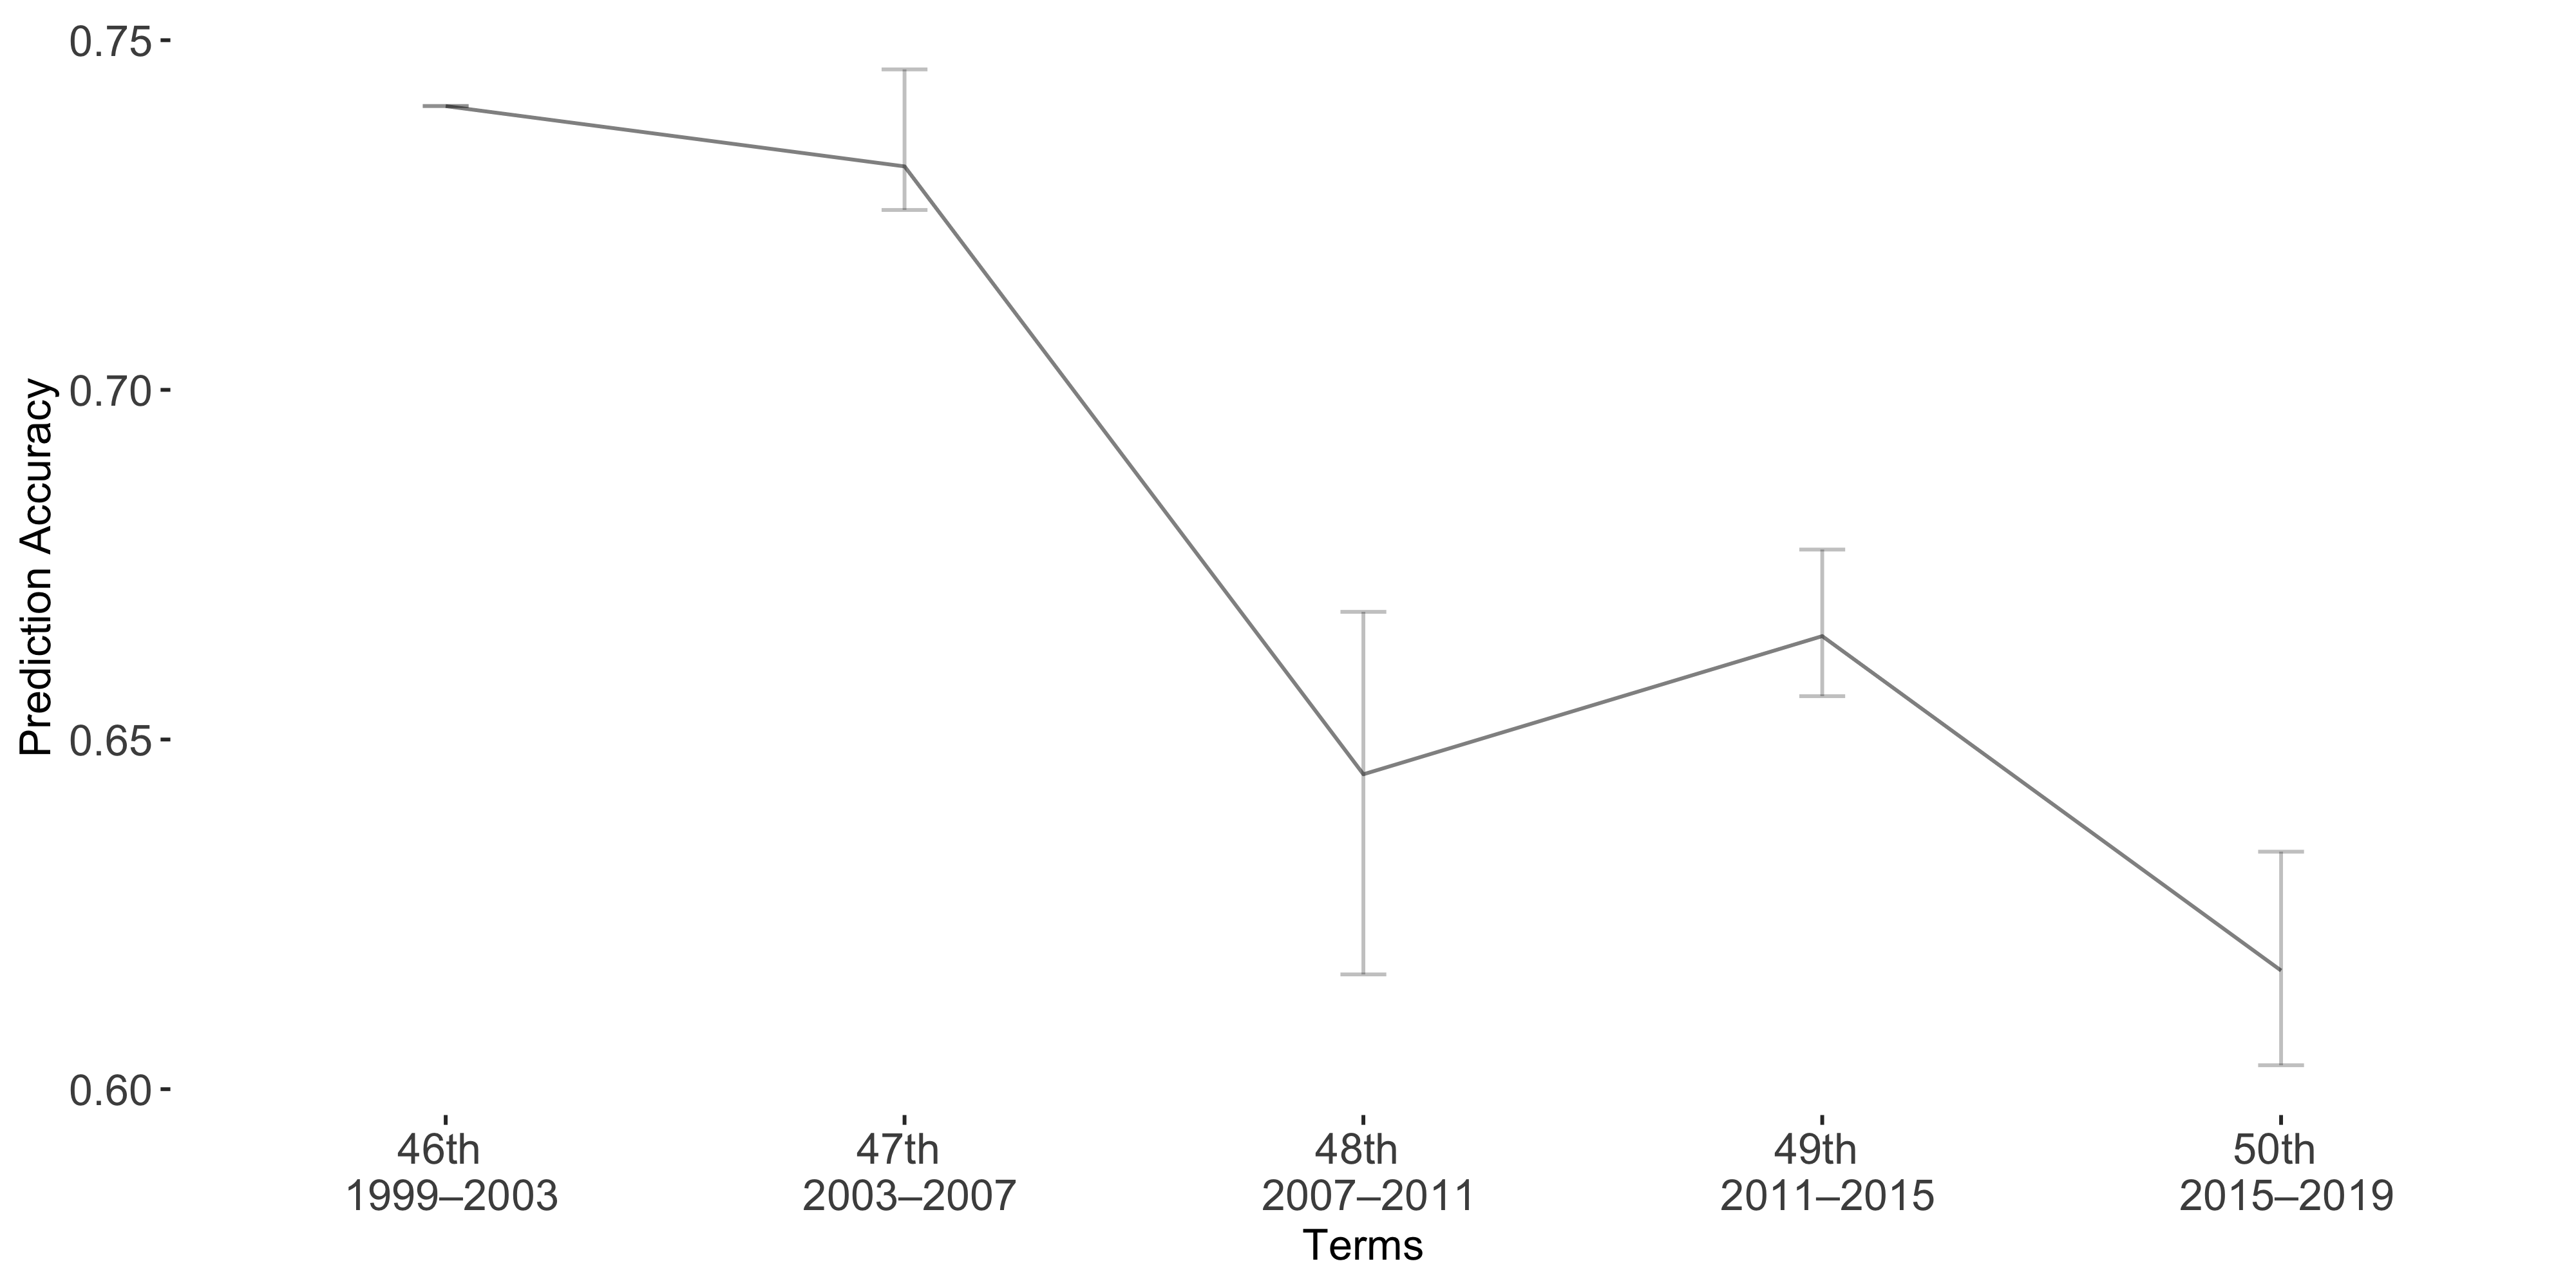 0.75
0.70
0.65
0.60
Prediction Accuracy
46th
1999–2003
47th
2003–2007
48th
2007–2011
49th
2011–2015
50th
2015–2019
Terms